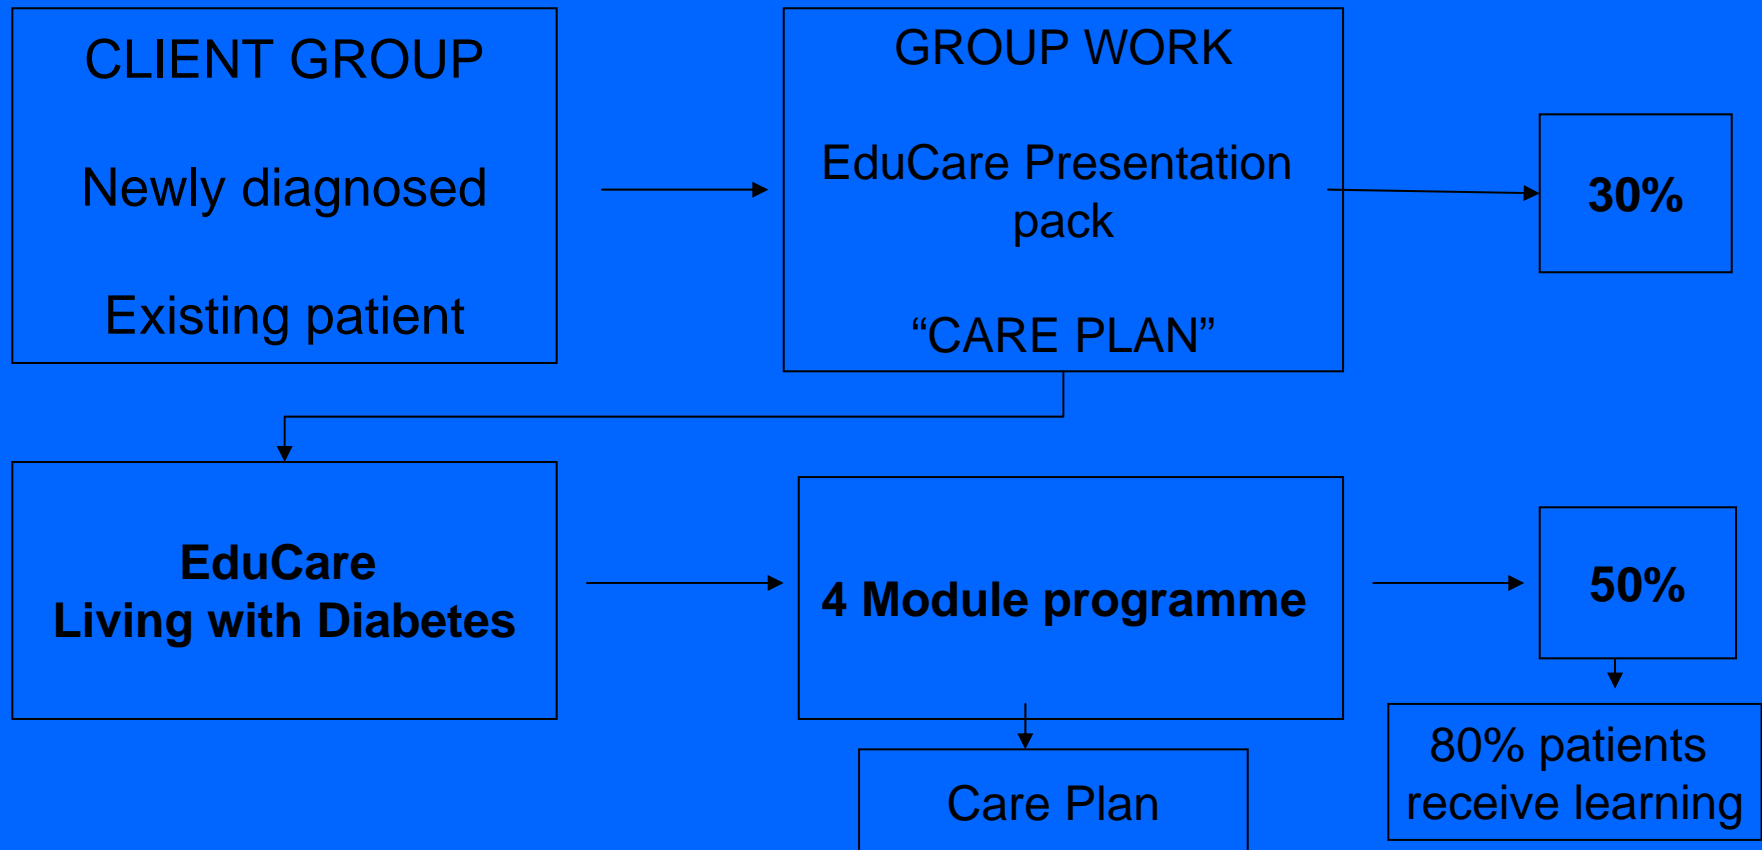 CLIENT GROUP
Newly diagnosed
Existing patient
GROUP WORK
EduCare Presentation
pack
“CARE PLAN”
30%
EduCare
Living with Diabetes
4 Module programme
50%
Care Plan
80% patients
receive learning